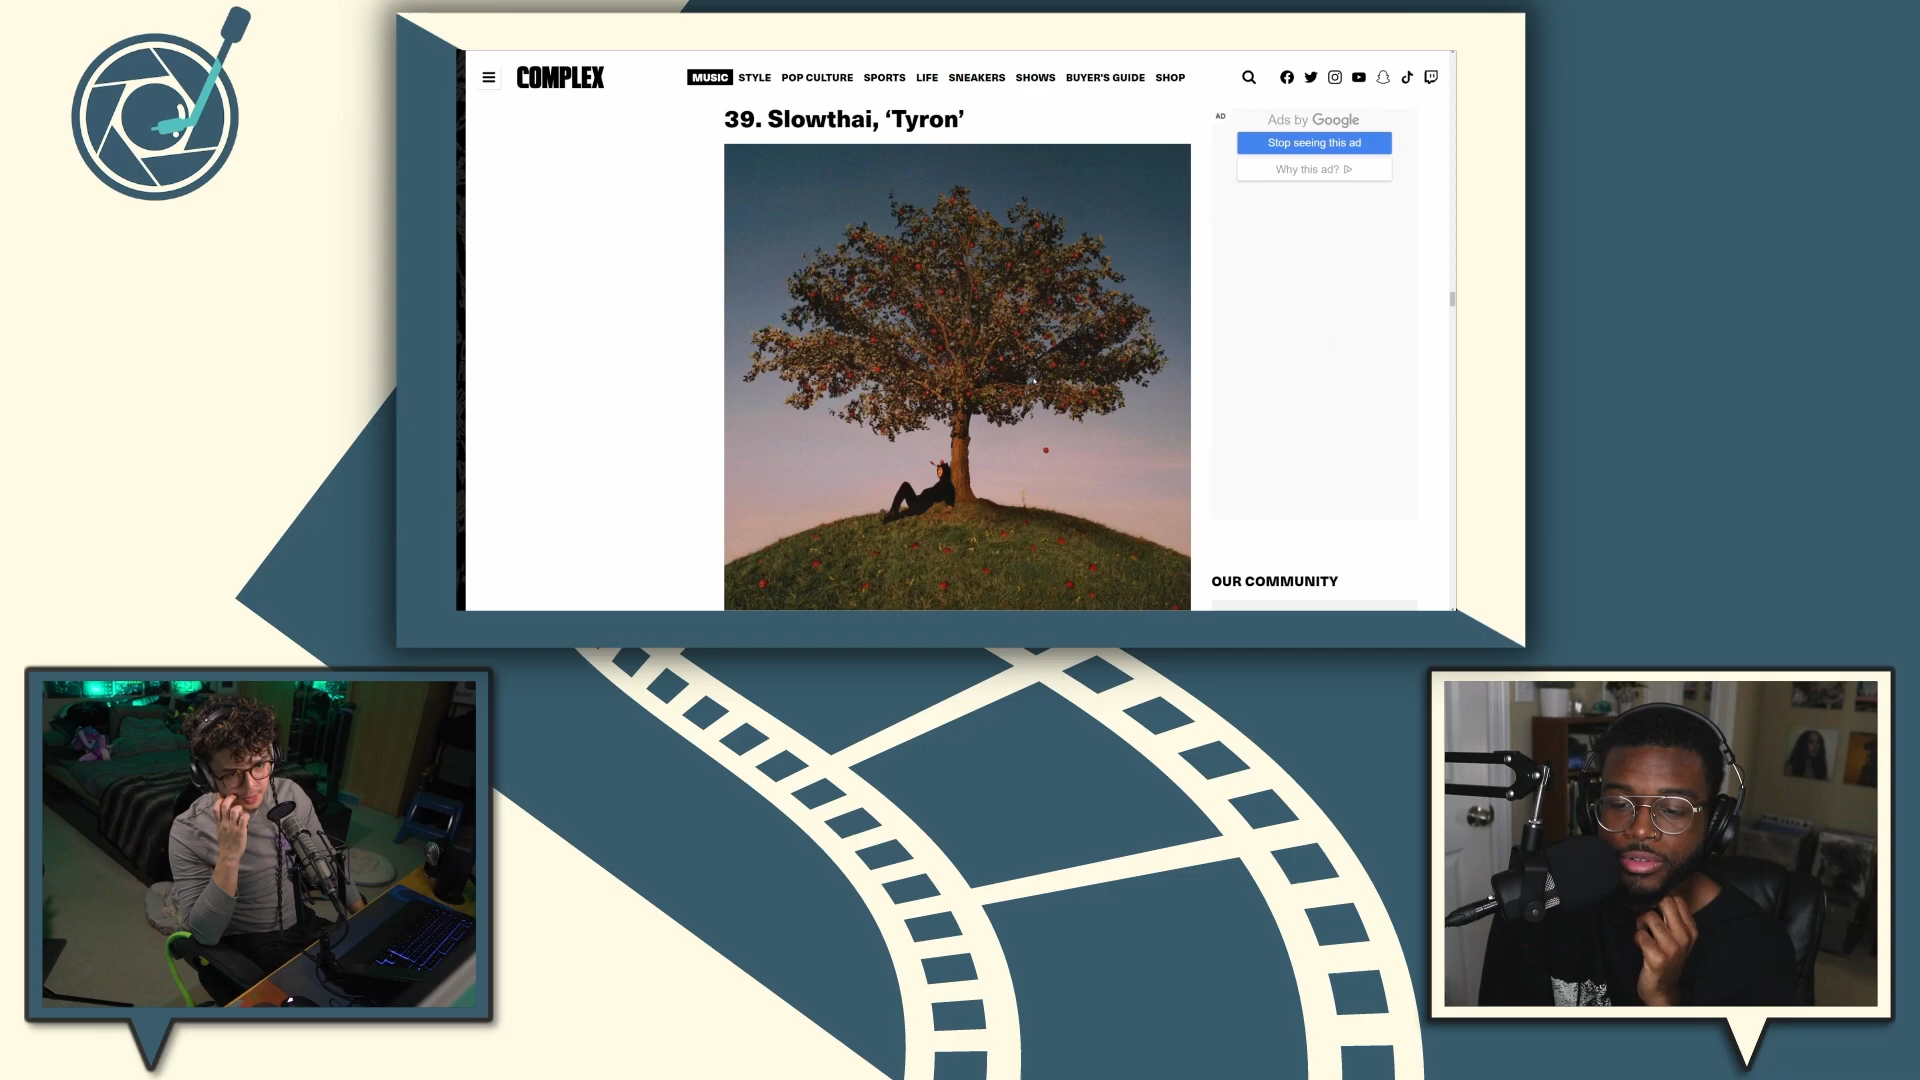 COMPLEX
MUSIC STYLE POP CULTURE SPORTS LIFE SNEAKERS SHOWS BUYER'S GUIDE SHOP
39. Slowthai, ‘Tyron’
AD
Ads by Google
Stop seeing this ad
Why this ad?
OUR COMMUNITY